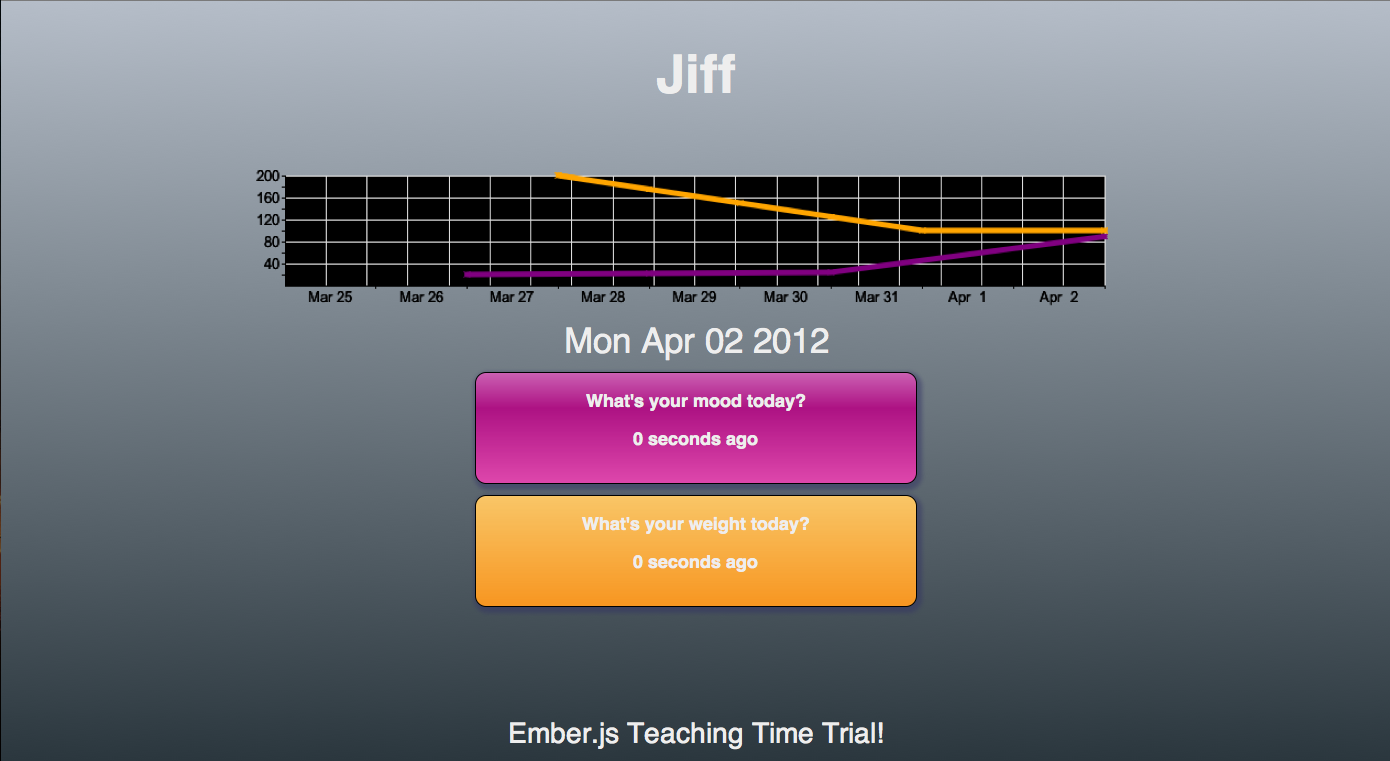 Jiff
200
160
120
80
40
Mar 25 Mar 26 Mar 27 Mar 28 Mar 29 Mar 30 Mar 31 Apr 1 Apr 2
Mon Apr 02 2012
What's your mood today?
0 seconds ago
What's your weight today?
0 seconds ago
Ember.js Teaching Time Trial!